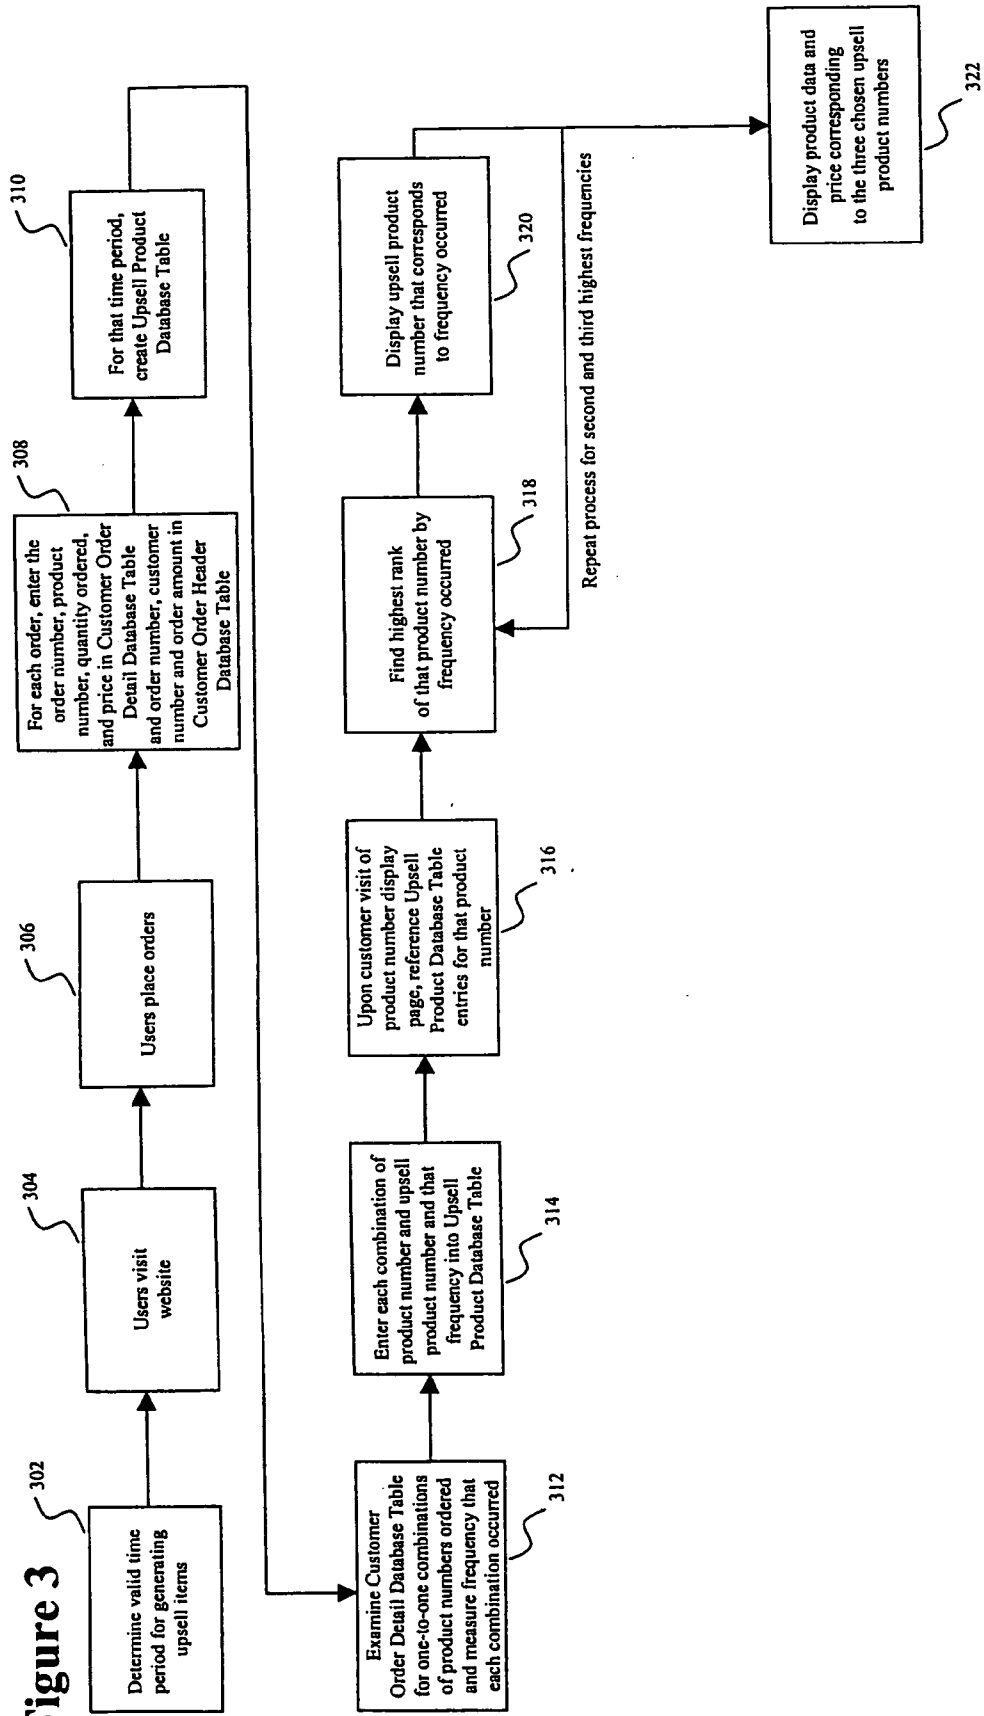 Figure 3
302
Determine valid time
period for generating
upsell items
304
Users visit
website
306
Users place orders
308
For each order, enter the
order number, product
number, quantity ordered,
and price in Customer Order
Detail Database Table
and order number, customer
number and order amount in
Customer Order Header
Database Table
310
For that time period,
create Upsell Product
Database Table
Examine Customer
Order Detail Database Table
for one-to-one combinations
of product numbers ordered
and measure frequency that
each combination occurred
312
Enter each combination of
product number and upsell
product number and that
frequency into Upsell
Product Database Table
314
Upon customer visit of
product number display
page, reference Upsell
Product Database Table
entries for that product
number
316
Find highest rank
of that product number by
frequency occurred
318
Display upsell product
number that corresponds
to frequency occurred
320
Repeat process for second and third highest frequencies
Display product data and
price corresponding
to the three chosen upsell
product numbers
322